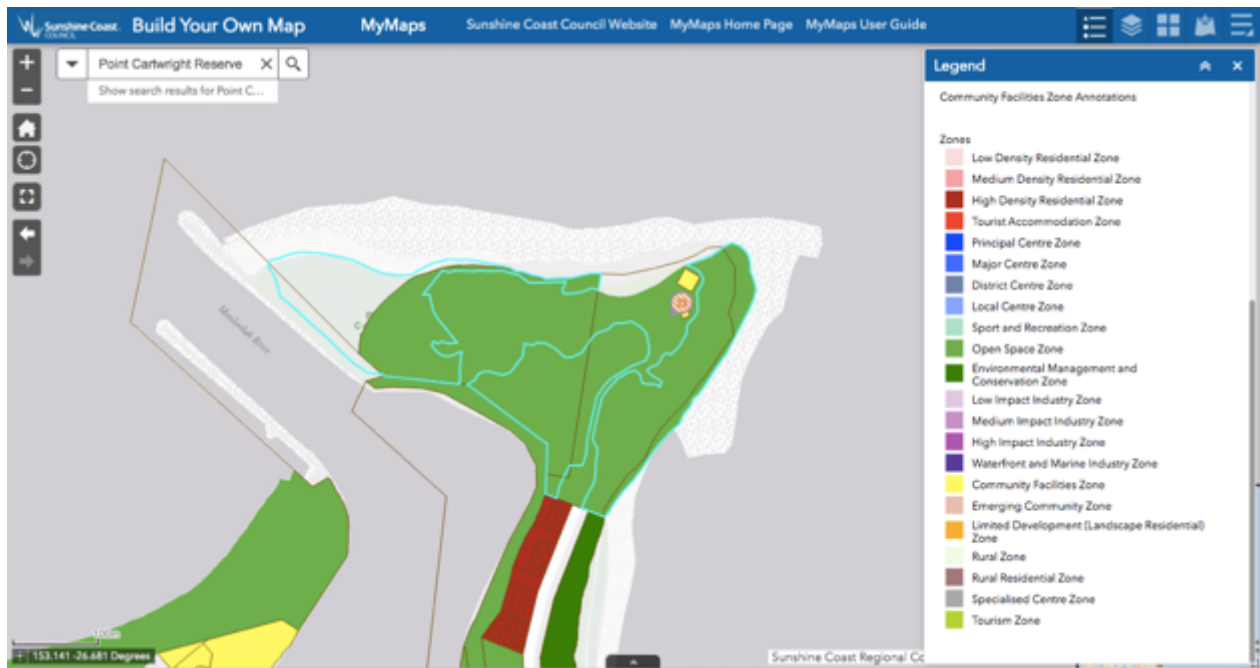 Sunshine Coast
COUNCIL
Build Your Own Map
MyMaps
Sunshine Coast Council Website
MyMaps Home Page
MyMaps User Guide
Point Cartwright Reserve
Show search results for Point C...
Legend
Community Facilities Zone Annotations
Zones
Low Density Residential Zone
Medium Density Residential Zone
High Density Residential Zone
Tourist Accommodation Zone
Principal Centre Zone
Major Centre Zone
District Centre Zone
Local Centre Zone
Sport and Recreation Zone
Open Space Zone
Environmental Management and
Conservation Zone
Low Impact Industry Zone
Medium Impact Industry Zone
High Impact Industry Zone
Waterfront and Marine Industry Zone
Community Facilities Zone
Emerging Community Zone
Limited Development (Landscape Residential)
Zone
Rural Zone
Rural Residential Zone
Specialised Centre Zone
Tourism Zone
River
23
100m
153.141 -26.681 Degrees
Sunshine Coast Regional Co